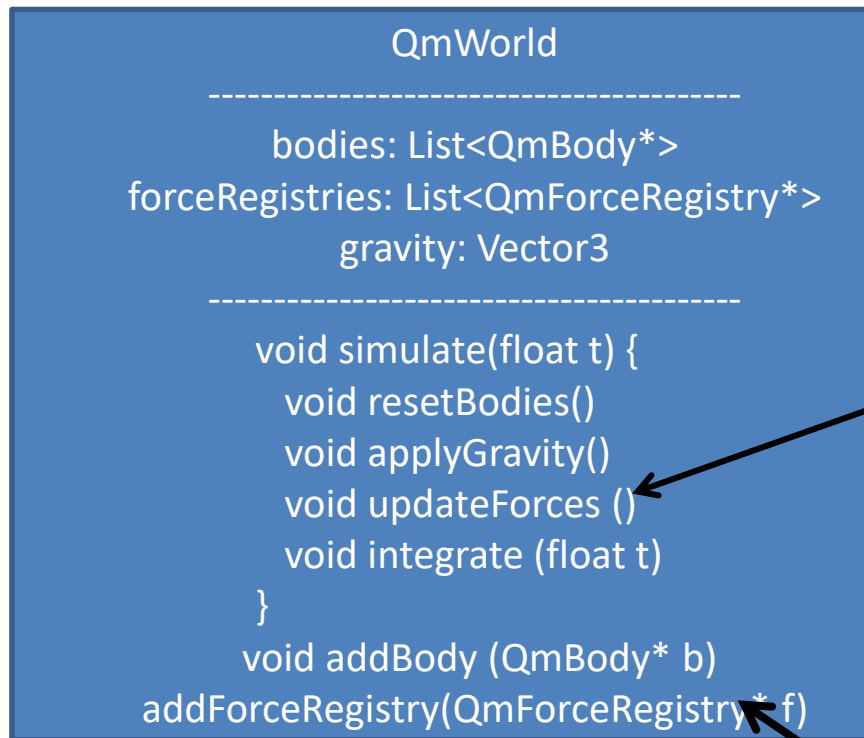 QmWorld
-----------------------------------------
bodies: List<QmBody*>
forceRegistries: List<QmForceRegistry*>
gravity: Vector3
-----------------------------------------
void simulate(float t) {
void resetBodies()
void applyGravity()
void updateForces ()
void integrate (float t)
}
void addBody (QmBody* b)
addForceRegistry(QmForceRegistry* f)